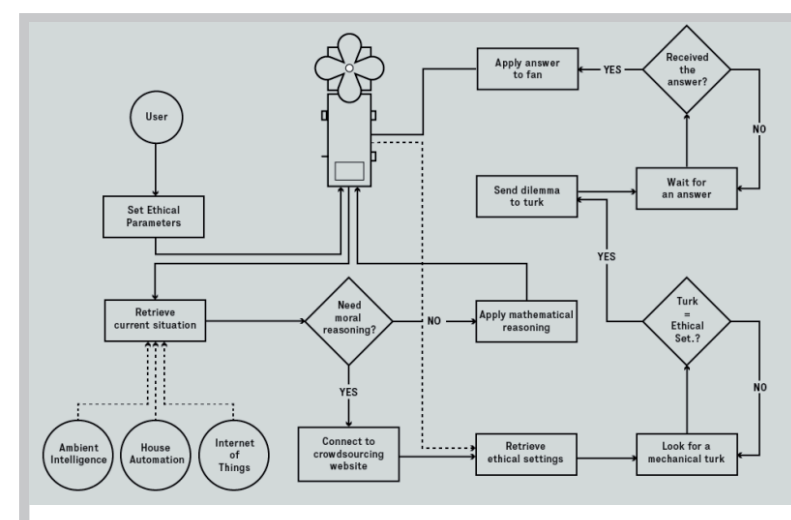 User
Set Ethical
Parameters
Retrieve
current situation
Ambient
Intelligence
House
Automation
Internet
of
Things
Need
moral
reasoning?
NO
YES
Apply mathematical
reasoning
Connect to
crowdsourcing
website
Retrieve
ethical settings
Look for a
mechanical turk
Turk
=
Ethical
Set.?
NO
YES
Send dilemma
to turk
Wait for
an answer
Received
the
answer?
NO
YES
Apply answer
to fan